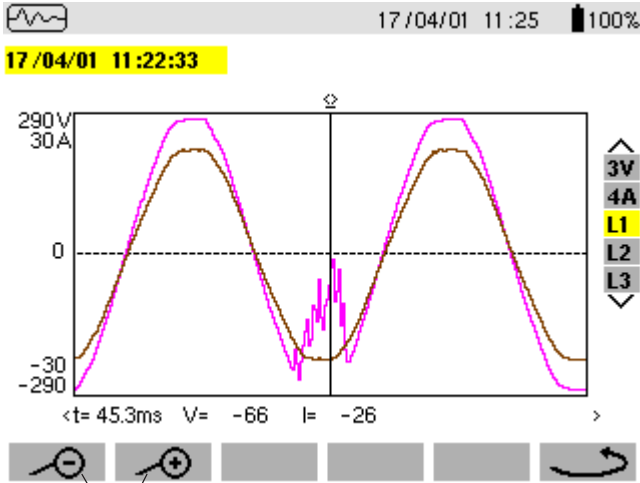 17/04/01 11:25 100%
17/04/01 11:22:33
290V
30A
0
-30
-290
3V
4A
L1
L2
L3
<t= 45.3ms V= -66 I= -26 >